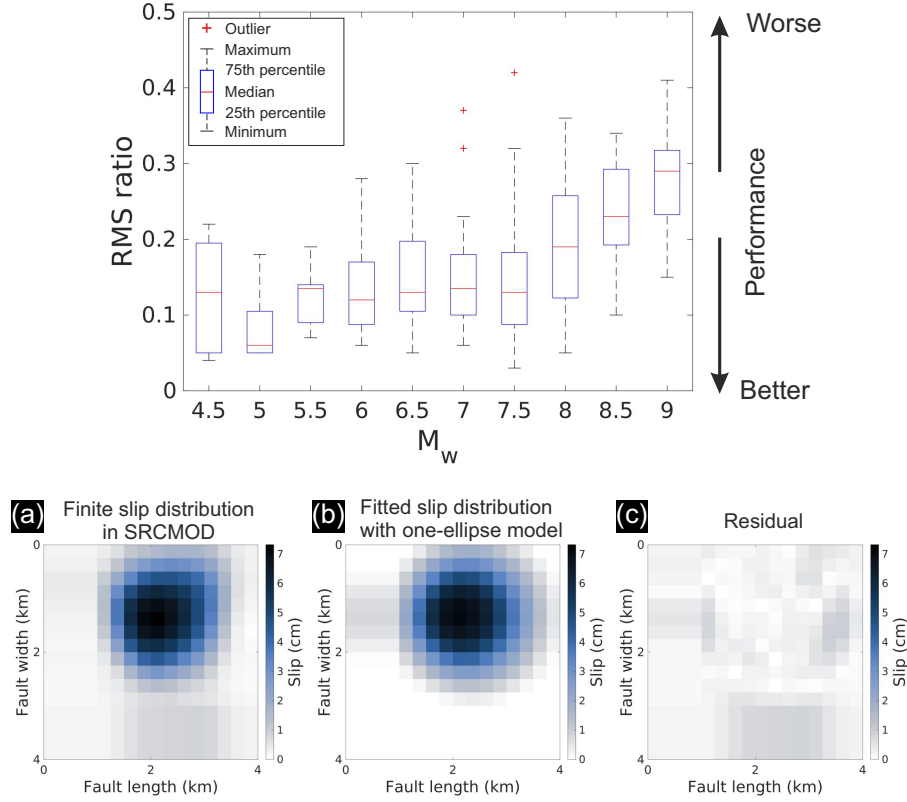 0.5
0.4
0.3
0.2
0.1
0
RMS ratio
Outlier
Maximum
75th percentile
Median
25th percentile
Minimum
4.5 5 5.5 6 6.5 7 7.5 8 8.5 9
M_w
Worse
Performance
Better
(a) Finite slip distribution
in SRCMOD
0
2
4
Fault width (km)
0 2 4
Fault length (km)
7
6
5
4
3
2
1
0
Slip (cm)
(b) Fitted slip distribution
with one-ellipse model
0
2
4
Fault width (km)
0 2 4
Fault length (km)
7
6
5
4
3
2
1
0
Slip (cm)
(c) Residual
0
2
4
Fault width (km)
0 2 4
Fault length (km)
7
6
5
4
3
2
1
0
Slip (cm)